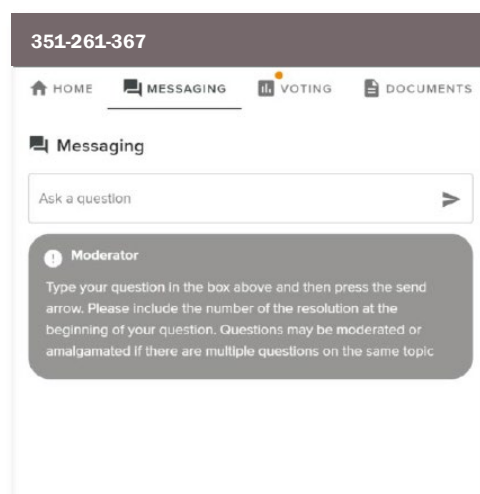 351-261-367
HOME MESSAGING VOTING DOCUMENTS
Messaging
Ask a question
Moderator
Type your question in the box above and then press the send
arrow. Please include the number of the resolution at the
beginning of your question. Questions may be moderated or
amalgamated if there are multiple questions on the same topic